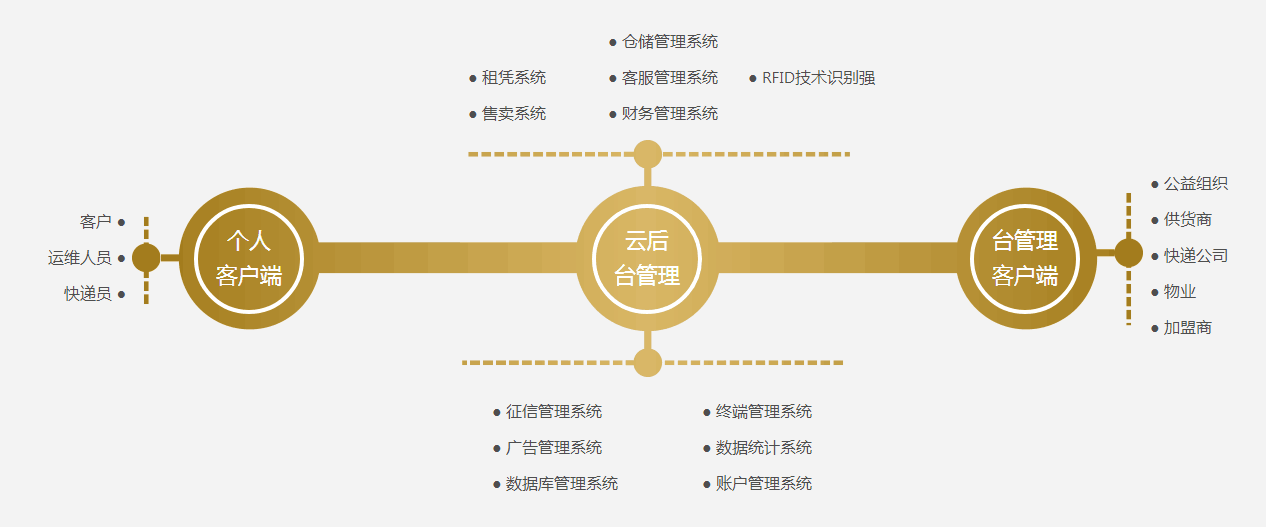 ● 仓储管理系统
● 租赁系统
● 客服管理系统
● RFID技术识别强
● 售卖系统
● 财务管理系统
客户 ●
运维人员 ●
快递员 ●
个人
客户端
云后
台管理
台管理
客户端
● 公益组织
● 供货商
● 快递公司
● 物业
● 加盟商
● 征信管理系统
● 终端管理系统
● 广告管理系统
● 数据统计系统
● 数据库管理系统
● 账户管理系统